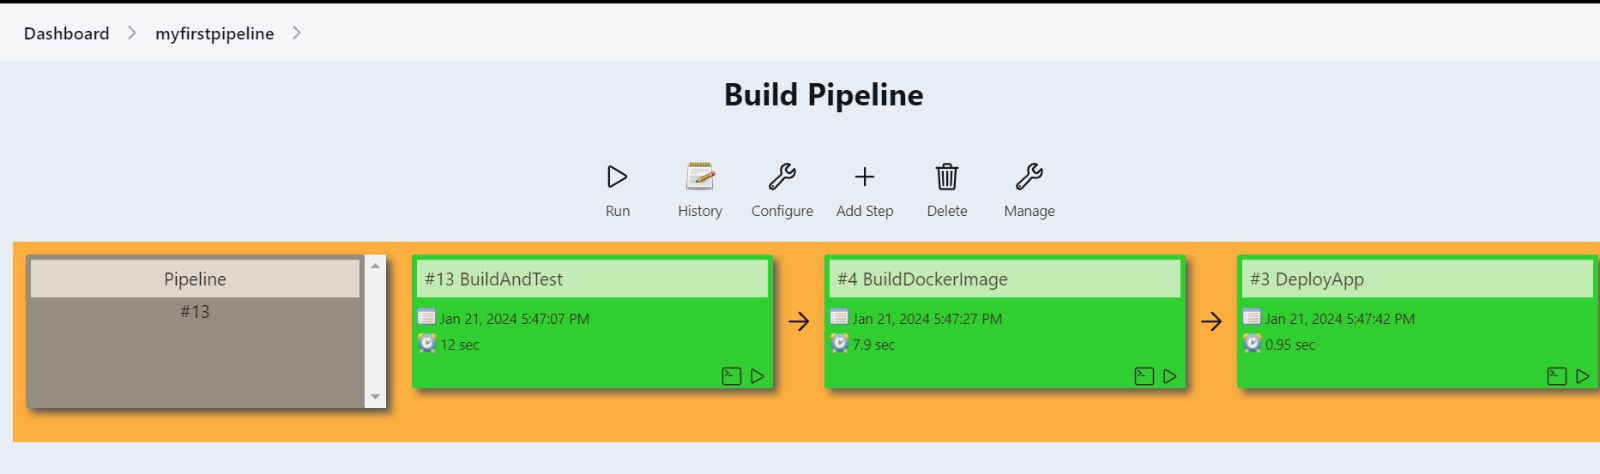 Dashboard > myfirstpipeline >
Build Pipeline
Run History Configure Add Step Delete Manage
Pipeline
#13
#13 BuildAndTest
Jan 21, 2024 5:47:07 PM
12 sec
#4 BuildDockerImage
Jan 21, 2024 5:47:27 PM
7.9 sec
#3 DeployApp
Jan 21, 2024 5:47:42 PM
0.95 sec